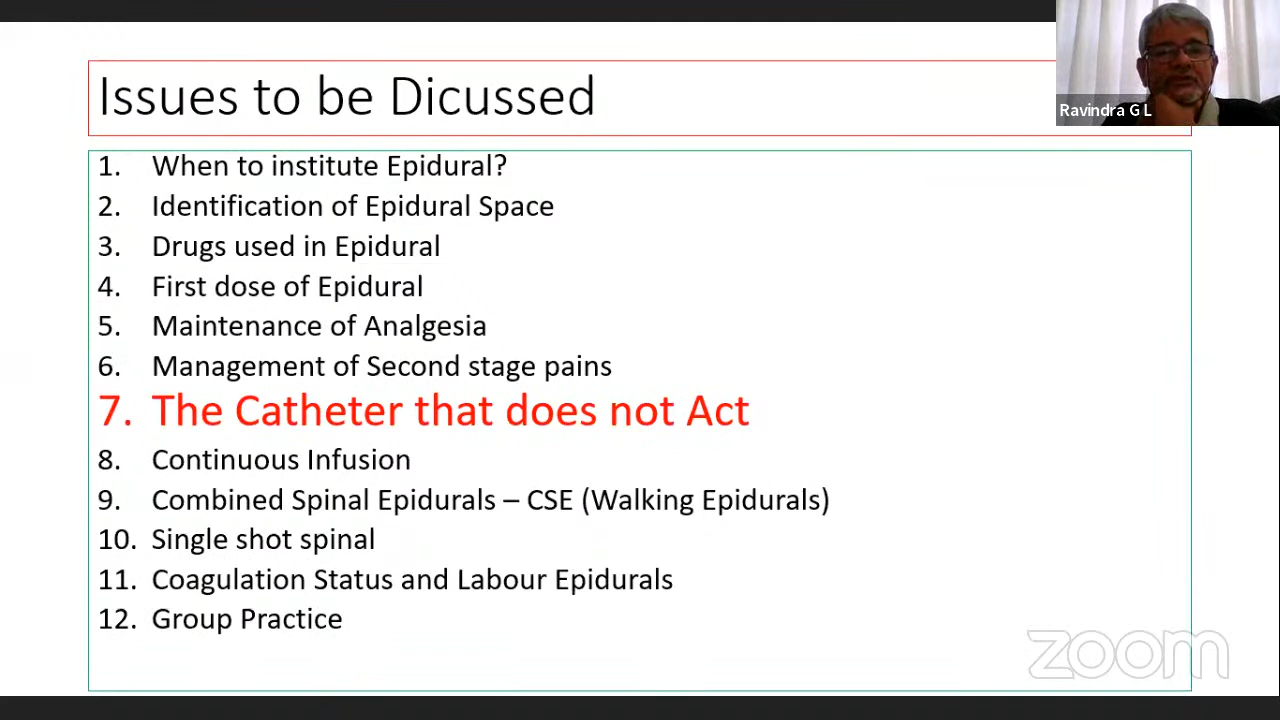 Issues to be Dicussed
Ravindra G L
1. When to institute Epidural?
2. Identification of Epidural Space
3. Drugs used in Epidural
4. First dose of Epidural
5. Maintenance of Analgesia
6. Management of Second stage pains
7. The Catheter that does not Act
8. Continuous Infusion
9. Combined Spinal Epidurals – CSE (Walking Epidurals)
10. Single shot spinal
11. Coagulation Status and Labour Epidurals
12. Group Practice
zoom